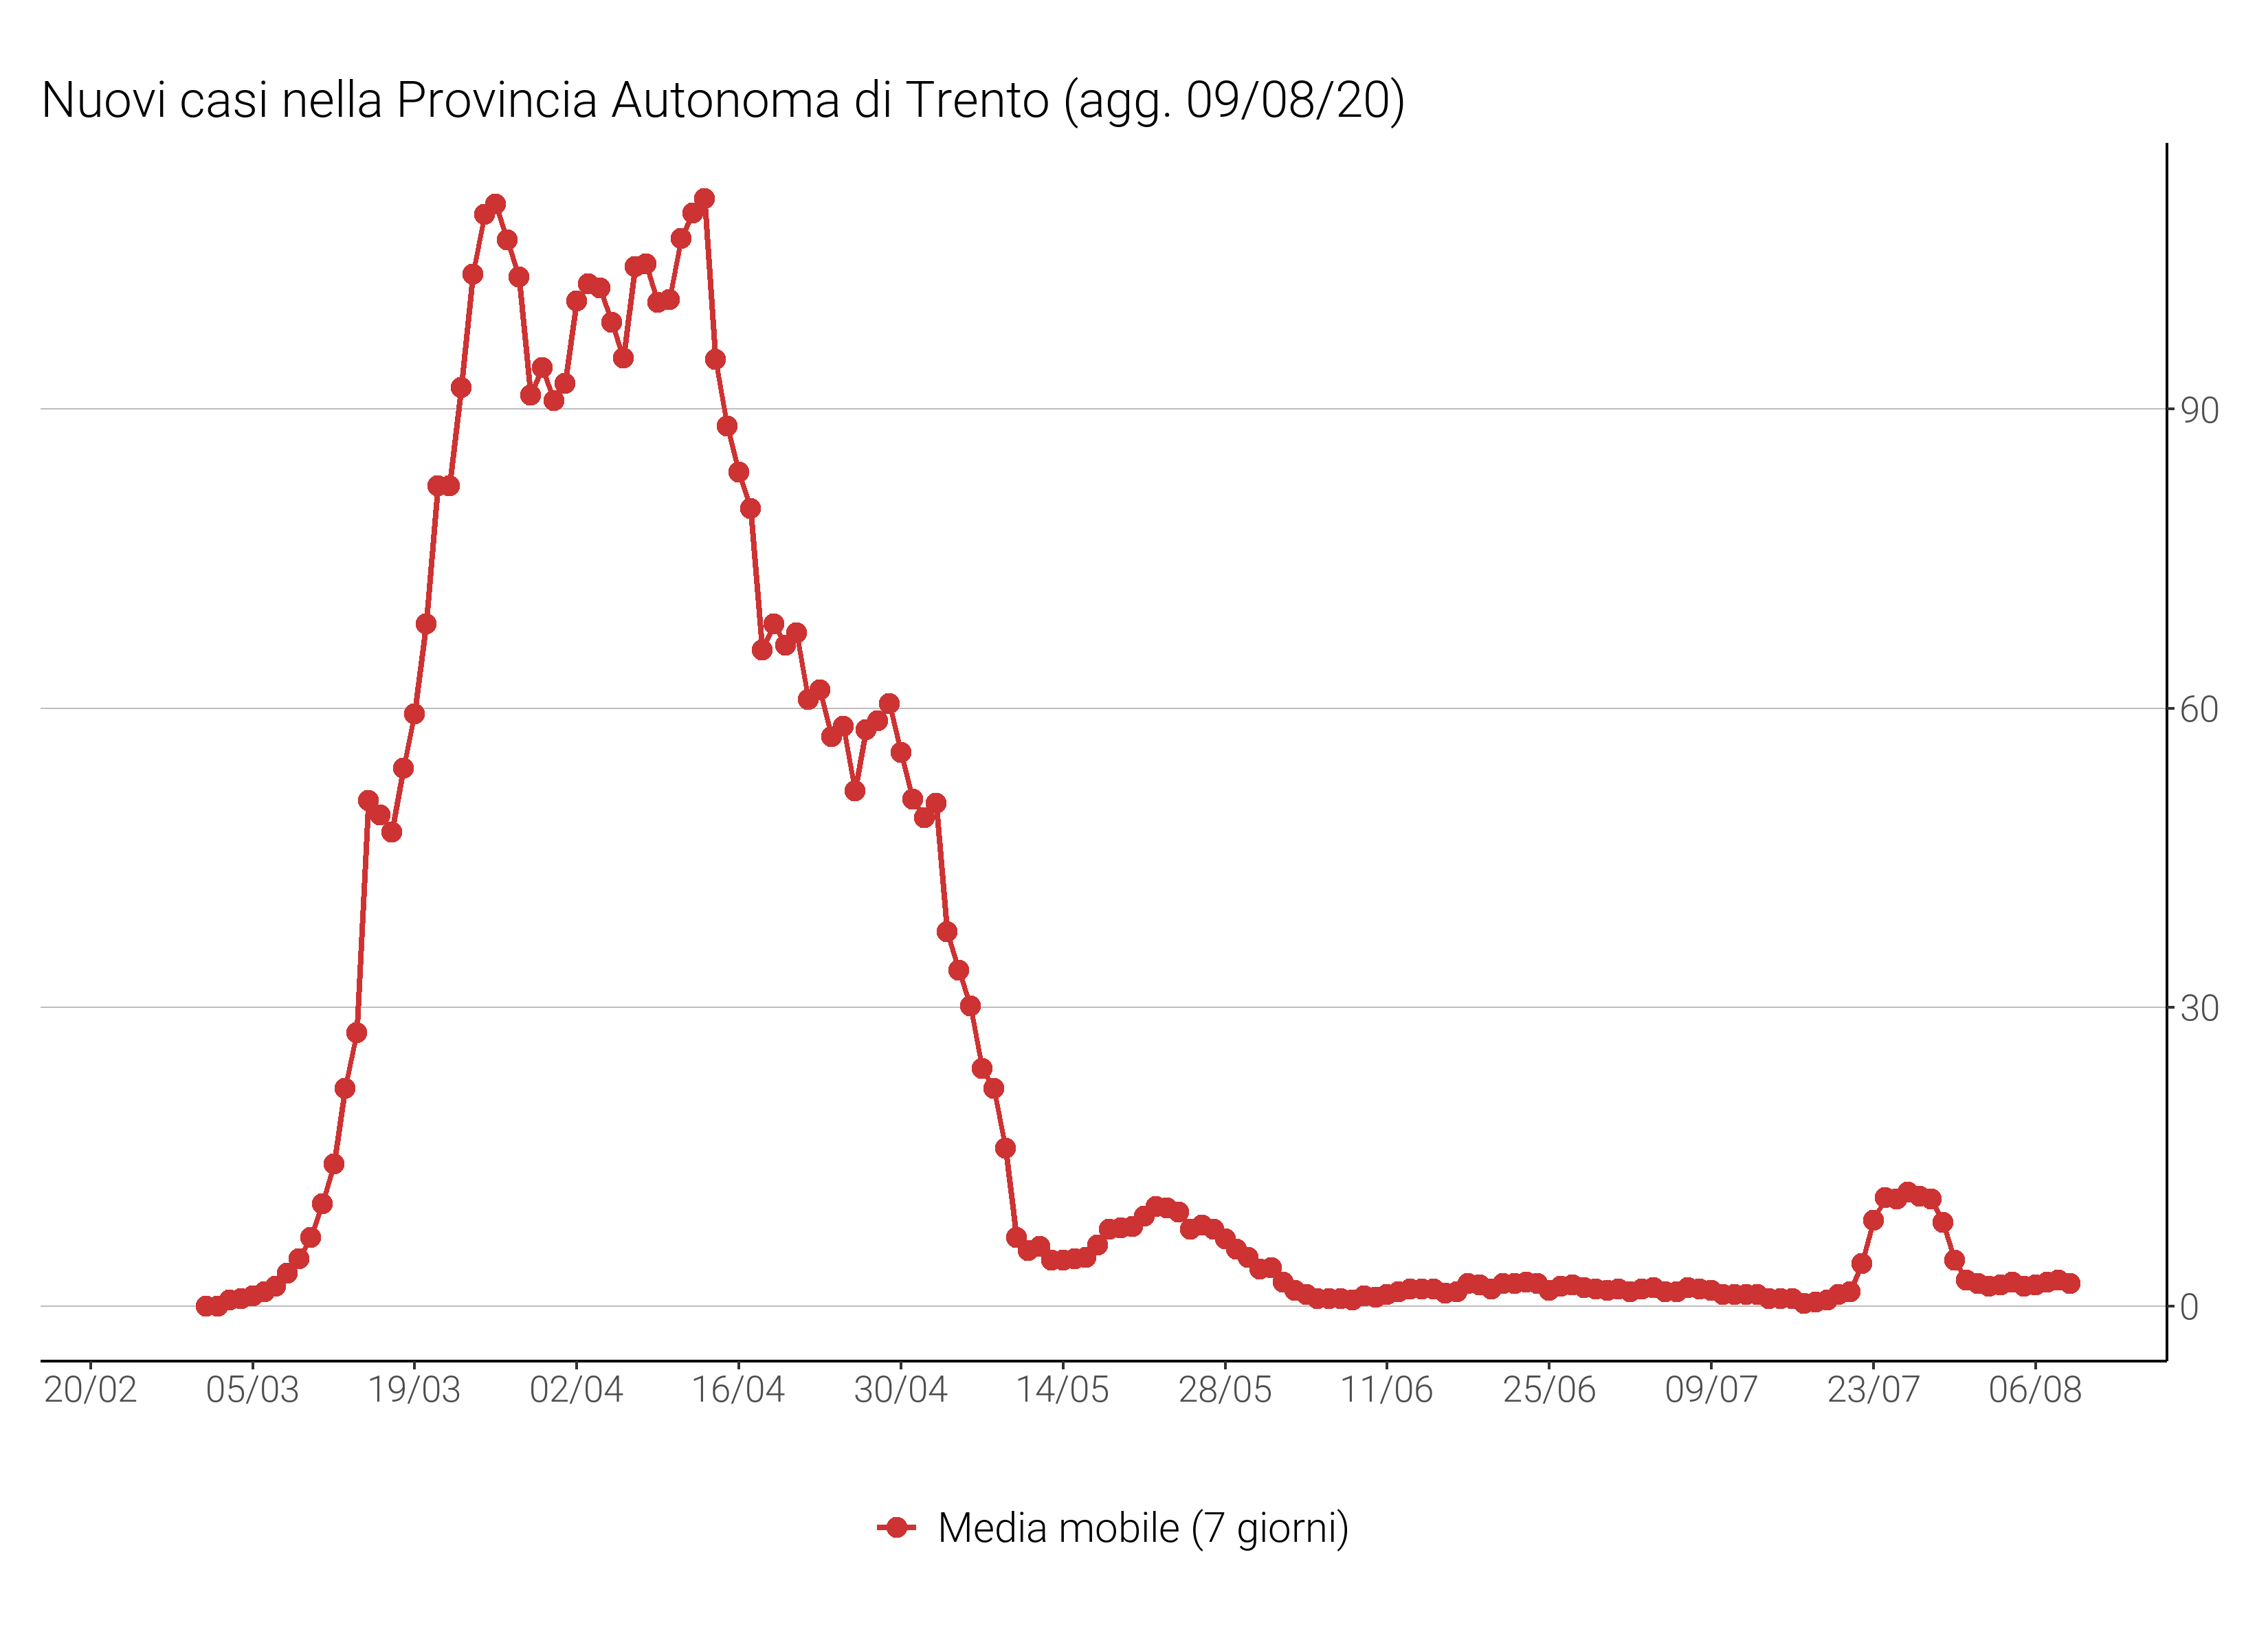 Nuovi casi nella Provincia Autonoma di Trento (agg. 09/08/20)
90
60
30
0
20/02 05/03 19/03 02/04 16/04 30/04 14/05 28/05 11/06 25/06 09/07 23/07 06/08
Media mobile (7 giorni)